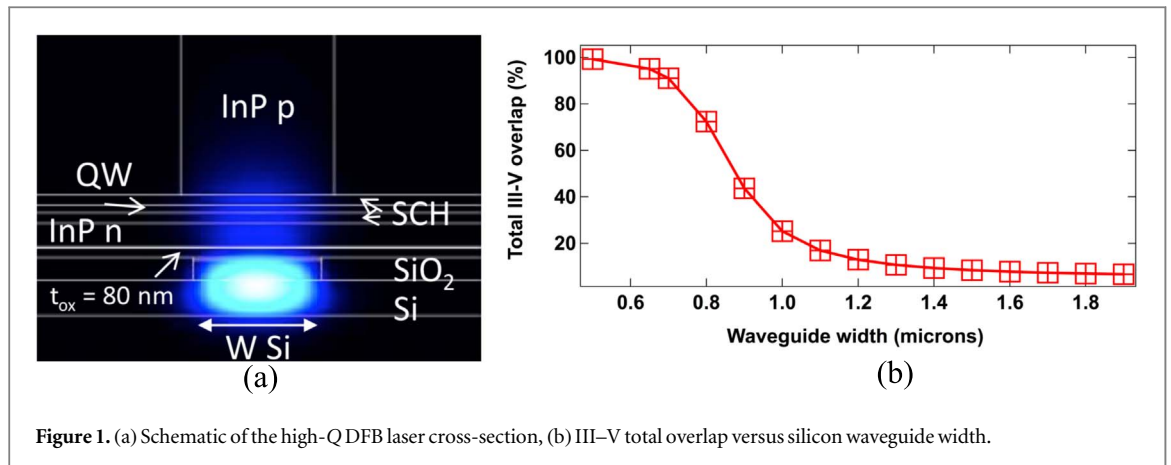 InP p
QW
SCH
InP n
SiO₂
t_ox = 80 nm
Si
W Si
(a)
Total III-V overlap (%)
100
80
60
40
20
0.6 0.8 1.0 1.2 1.4 1.6 1.8
Waveguide width (microns)
(b)
Figure 1. (a) Schematic of the high-Q DFB laser cross-section, (b) III–V total overlap versus silicon waveguide width.